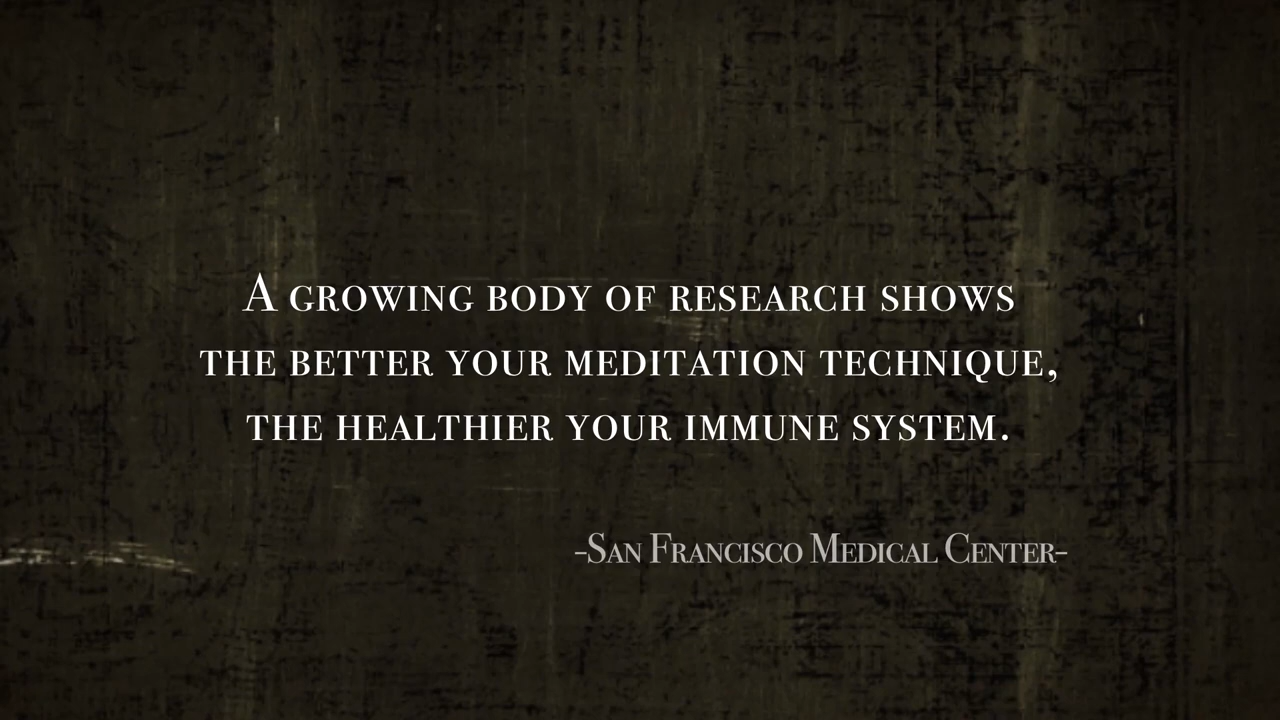 A growing body of research shows
the better your meditation technique,
the healthier your immune system.
-San Francisco Medical Center-